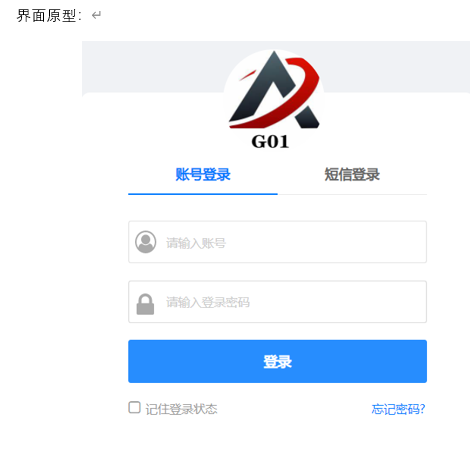 界面原型：
G01
账号登录 短信登录
请输入账号
请输入登录密码
登录
记住登录状态 忘记密码?